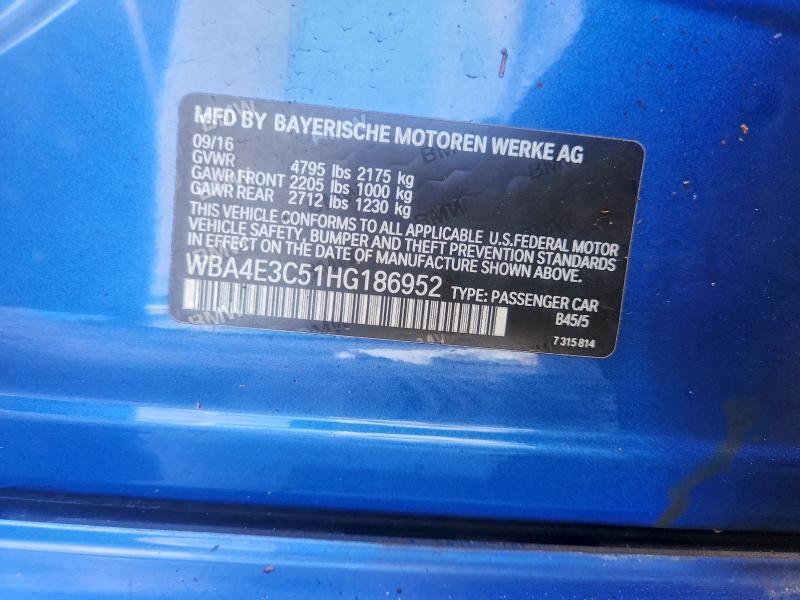 MFD BY BAYERISCHE MOTOREN WERKE AG
09/16
GVWR 4795 lbs 2175 kg
GAWR FRONT 2205 lbs 1000 kg
GAWR REAR 2712 lbs 1230 kg
THIS VEHICLE CONFORMS TO ALL APPLICABLE U.S.FEDERAL MOTOR
VEHICLE SAFETY, BUMPER AND THEFT PREVENTION STANDARDS
IN EFFECT ON THE DATE OF MANUFACTURE SHOWN ABOVE.
WBA4E3C51HG186952 TYPE: PASSENGER CAR
B45/5
7 315 814